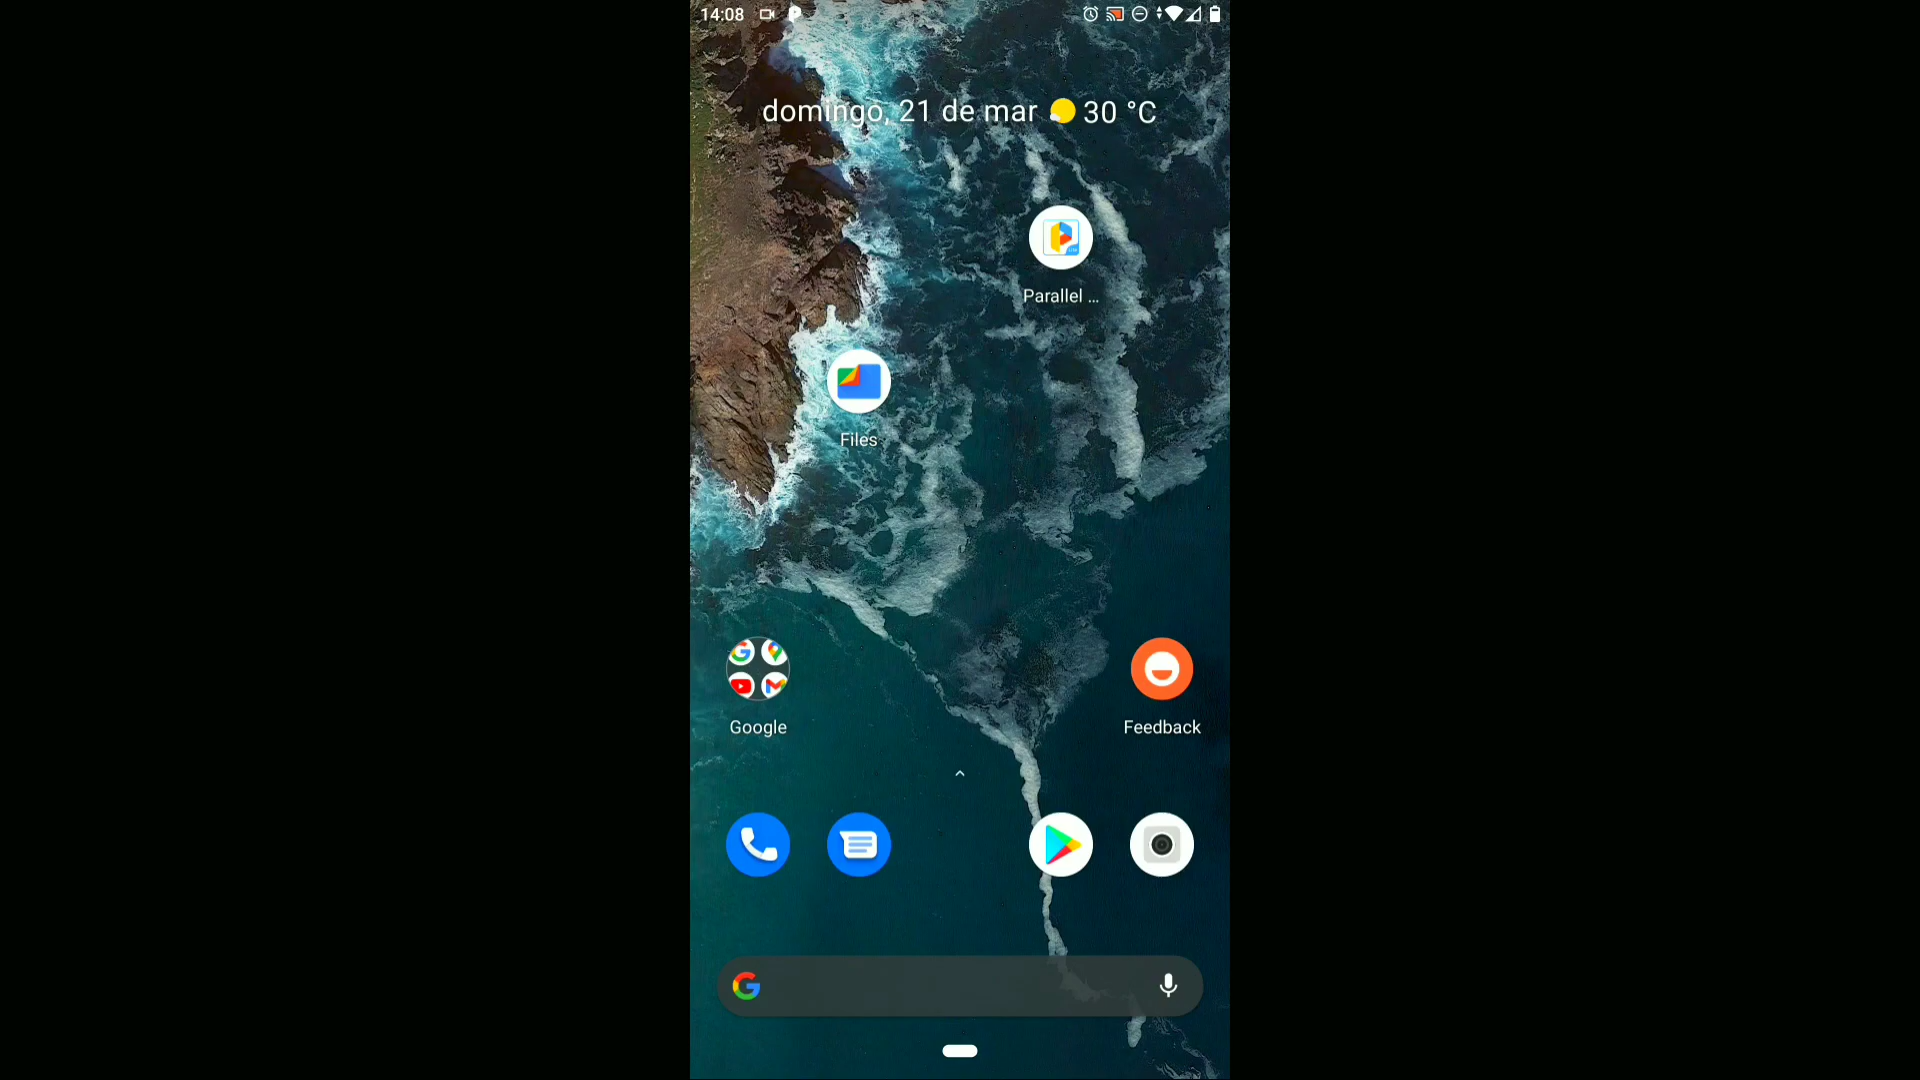 14:08
domingo, 21 de mar 30 °C
Parallel ...
Files
Google
Feedback